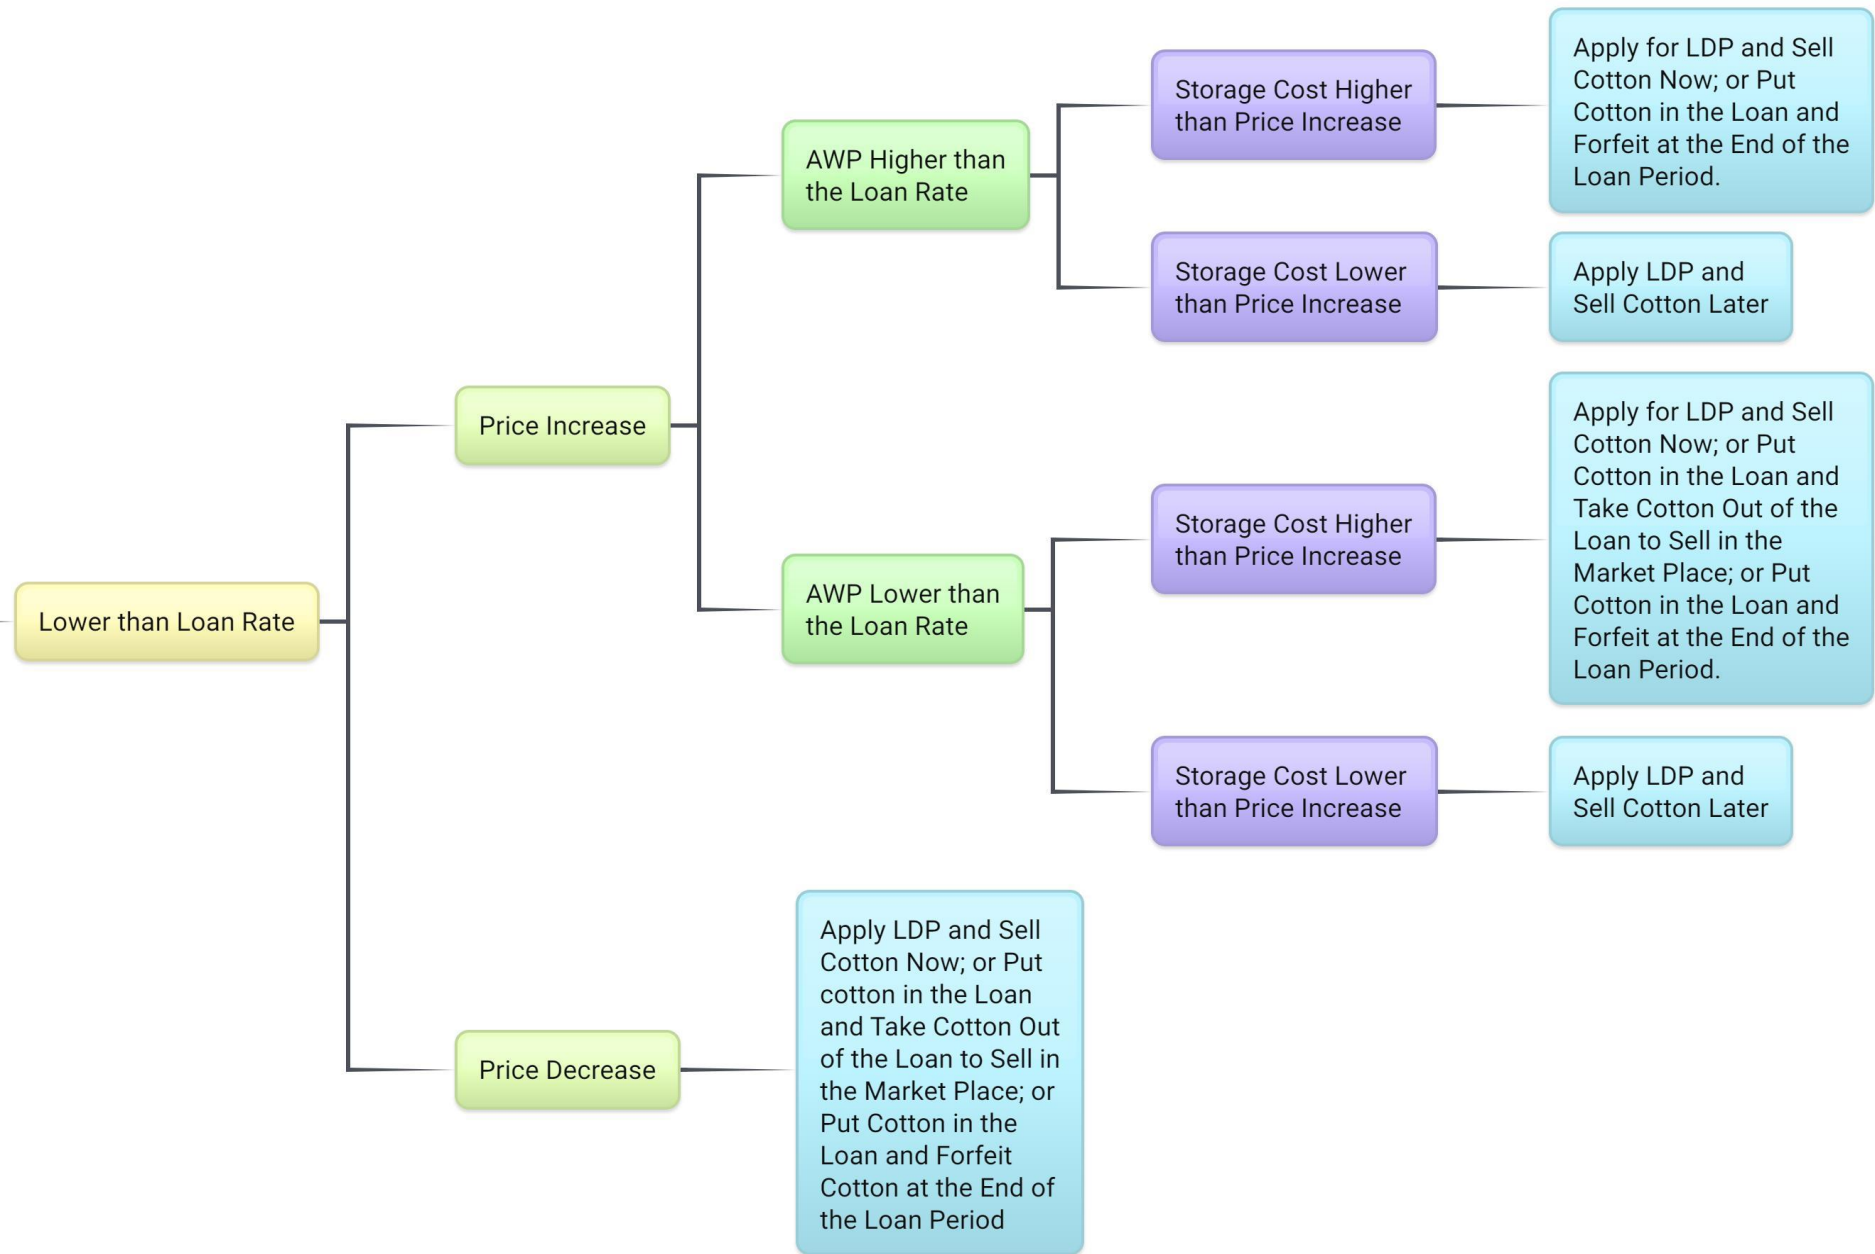 Lower than Loan Rate
Price Increase
AWP Higher than
the Loan Rate
Storage Cost Higher
than Price Increase
Apply for LDP and Sell
Cotton Now; or Put
Cotton in the Loan and
Forfeit at the End of the
Loan Period.
Storage Cost Lower
than Price Increase
Apply LDP and
Sell Cotton Later
AWP Lower than
the Loan Rate
Storage Cost Higher
than Price Increase
Apply for LDP and Sell
Cotton Now; or Put
Cotton in the Loan and
Take Cotton Out of the
Loan to Sell in the
Market Place; or Put
Cotton in the Loan and
Forfeit at the End of the
Loan Period.
Storage Cost Lower
than Price Increase
Apply LDP and
Sell Cotton Later
Price Decrease
Apply LDP and Sell
Cotton Now; or Put
cotton in the Loan
and Take Cotton Out
of the Loan to Sell in
the Market Place; or
Put Cotton in the
Loan and Forfeit
Cotton at the End of
the Loan Period